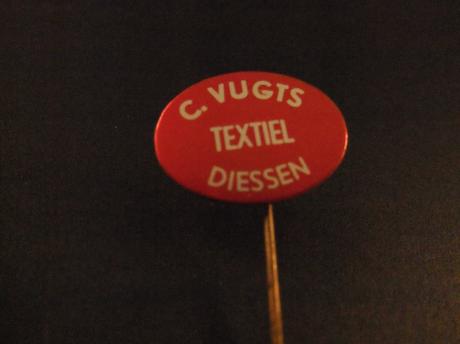 C. VUGTS
TEXTIEL
DIESSEN